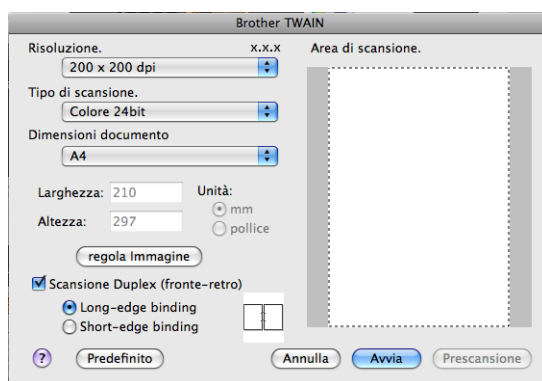 Brother TWAIN
Risoluzione. x.x.x
200 x 200 dpi
Tipo di scansione.
Colore 24bit
Dimensioni documento
A4
Larghezza: 210
Altezza: 297
Unità:
mm
pollice
regola Immagine
Scansione Duplex (fronte-retro)
Long-edge binding
Short-edge binding
Area di scansione.
? Predefinito Annulla Avvia Prescansione